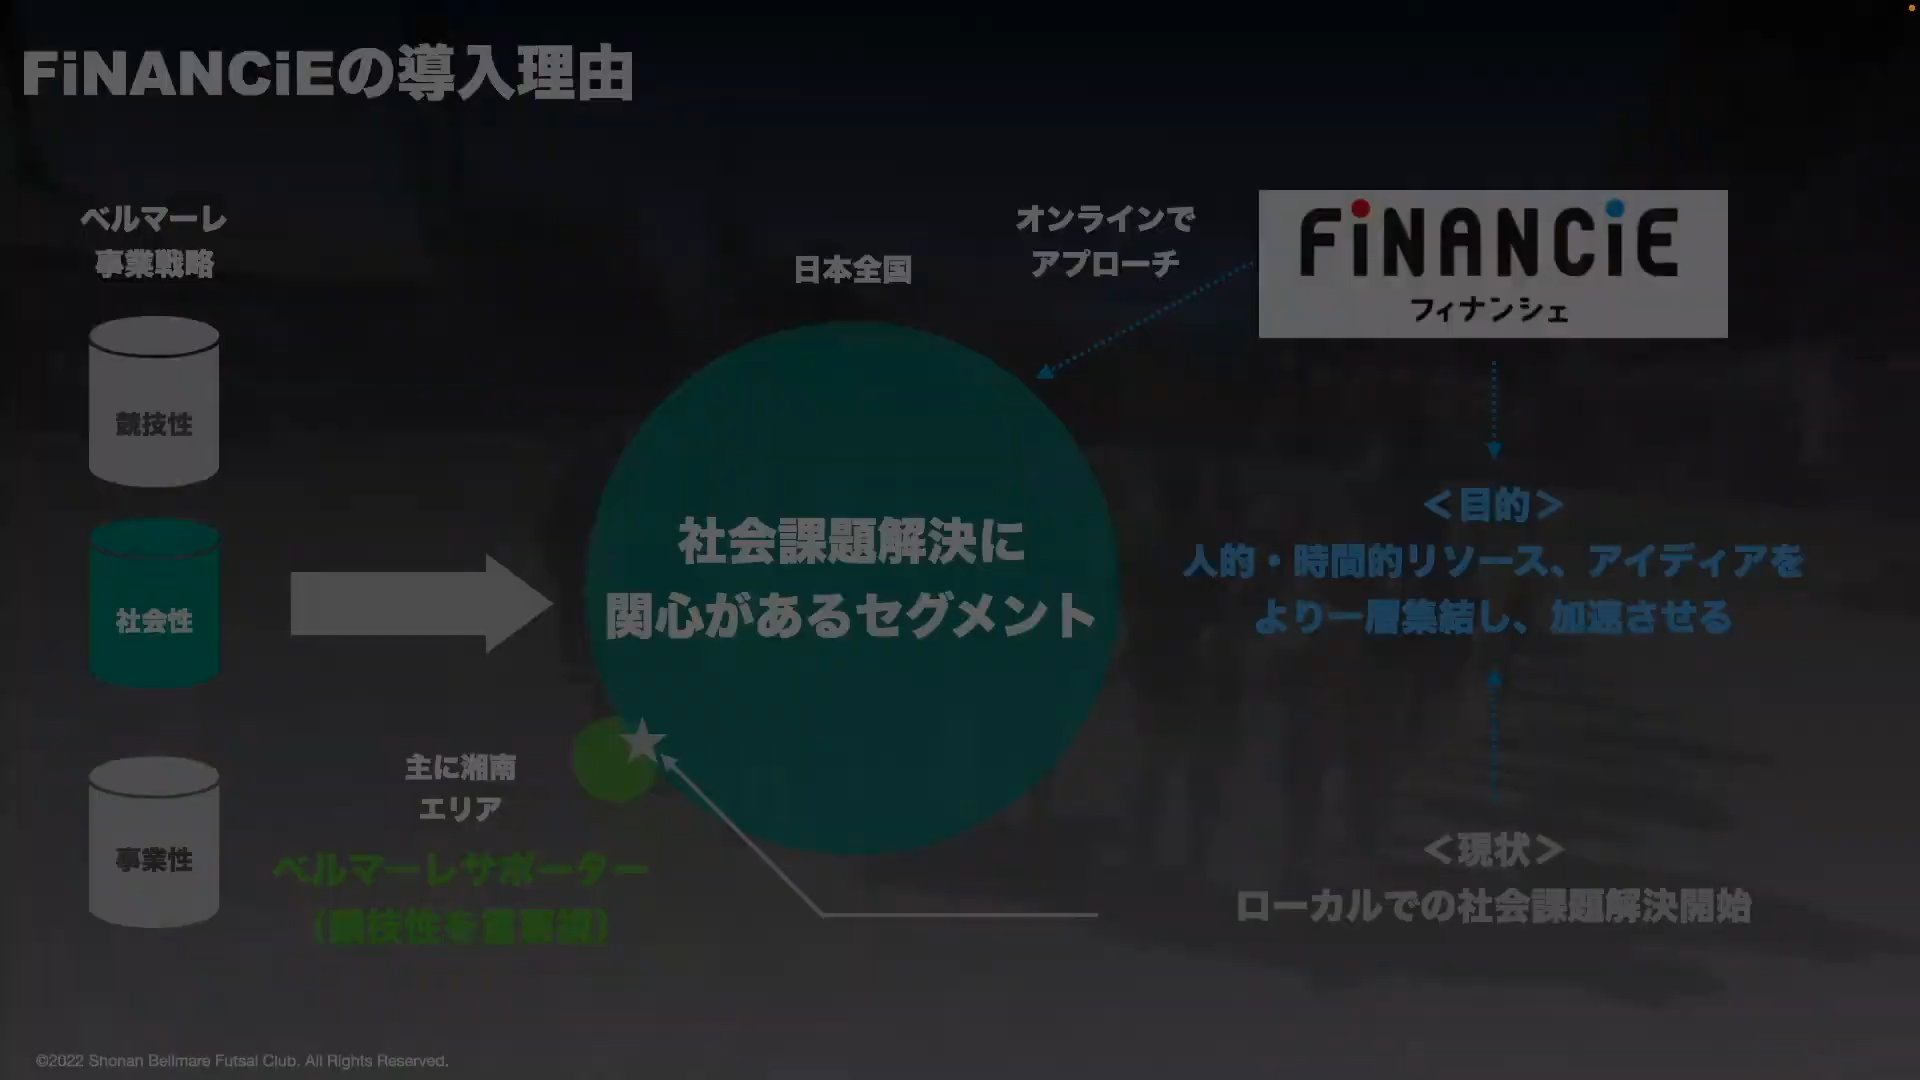 FiNANCiEの導入理由
ベルマーレ
事業戦略
競技性
社会性
事業性
日本全国
社会課題解決に
関心があるセグメント
主に湘南
エリア
ベルマーレサポーター
（競技性を重要視）
オンラインで
アプローチ
FiNANCiE
フィナンシェ
＜目的＞
人的・時間的リソース、アイディアを
より一層集結し、加速させる
＜現状＞
ローカルでの社会課題解決開始
©2022 Shonan Bellmare Futsal Club. All Rights Reserved.